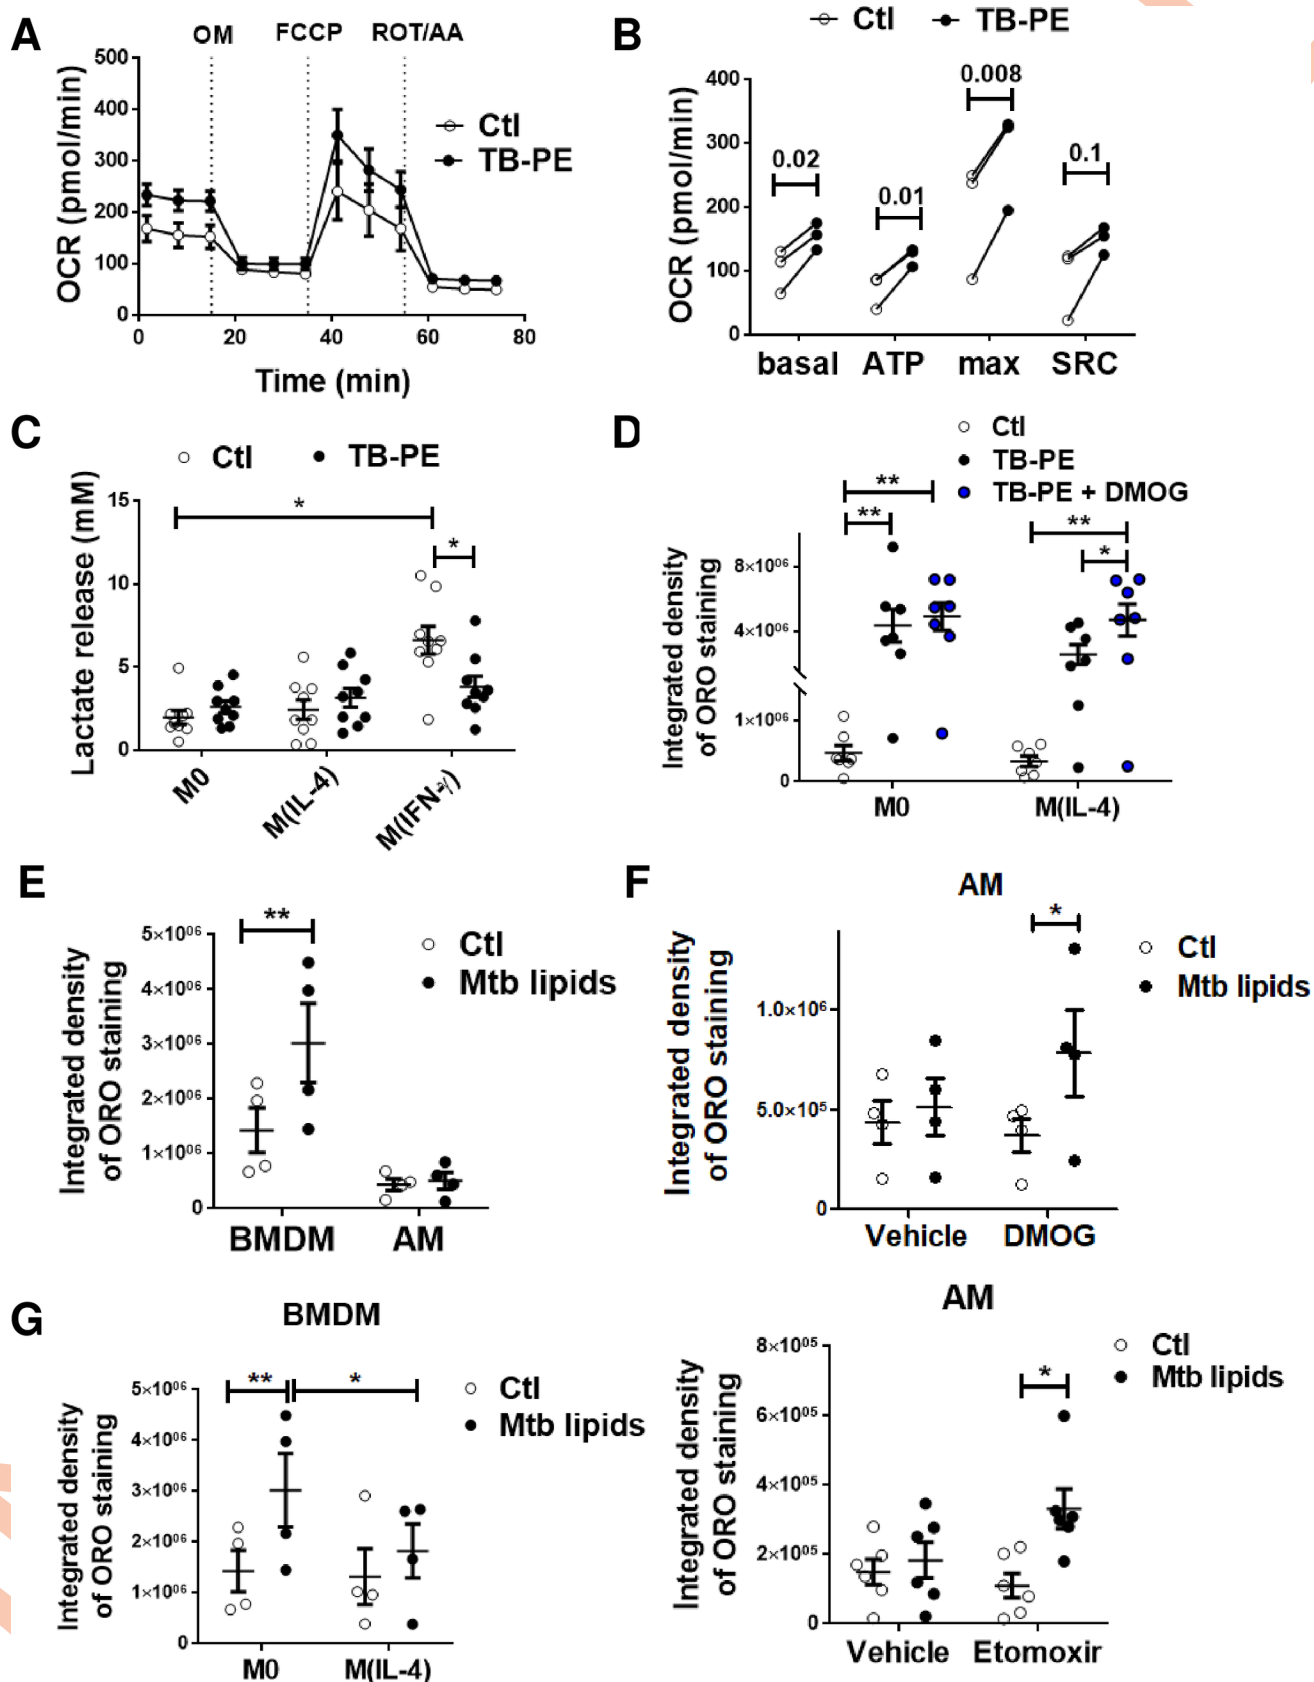 A
OM FCCP ROT/AA
OCR (pmol/min)
500
400
300
200
100
0
0 20 40 60 80
Time (min)
Ctl
TB-PE
B
Ctl TB-PE
OCR (pmol/min)
400
300
200
100
0
0.02
0.01
0.008
0.1
basal ATP max SRC
C
Ctl TB-PE
Lactate release (mM)
15
10
5
0
*
*
M0 M(IL-4) M(IFN-γ)
D
Ctl
TB-PE
TB-PE + DMOG
Integrated density
of ORO staining
8×10⁰⁶
4×10⁰⁶
1×10⁰⁶
0
**
**
**
*
M0 M(IL-4)
E
Integrated density
of ORO staining
5×10⁰⁶
4×10⁰⁶
3×10⁰⁶
2×10⁰⁶
1×10⁰⁶
0
**
Ctl
Mtb lipids
BMDM AM
F
AM
Integrated density
of ORO staining
1.0×10⁶
5.0×10⁵
0
*
Ctl
Mtb lipids
Vehicle DMOG
G
BMDM
Integrated density
of ORO staining
5×10⁰⁶
4×10⁰⁶
3×10⁰⁶
2×10⁰⁶
1×10⁰⁶
0
** *
Ctl
Mtb lipids
M0 M(IL-4)
AM
Integrated density
of ORO staining
8×10⁰⁵
6×10⁰⁵
4×10⁰⁵
2×10⁰⁵
0
*
Ctl
Mtb lipids
Vehicle Etomoxir